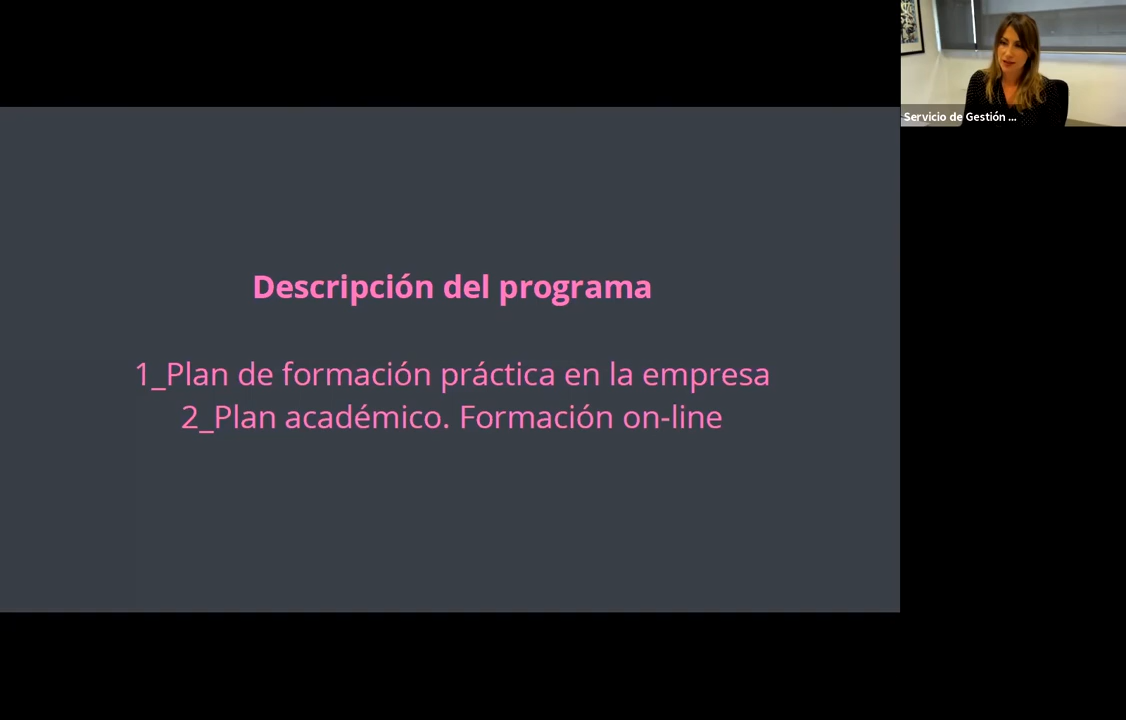 Servicio de Gestión ...
Descripción del programa
1_Plan de formación práctica en la empresa
2_Plan académico. Formación on-line